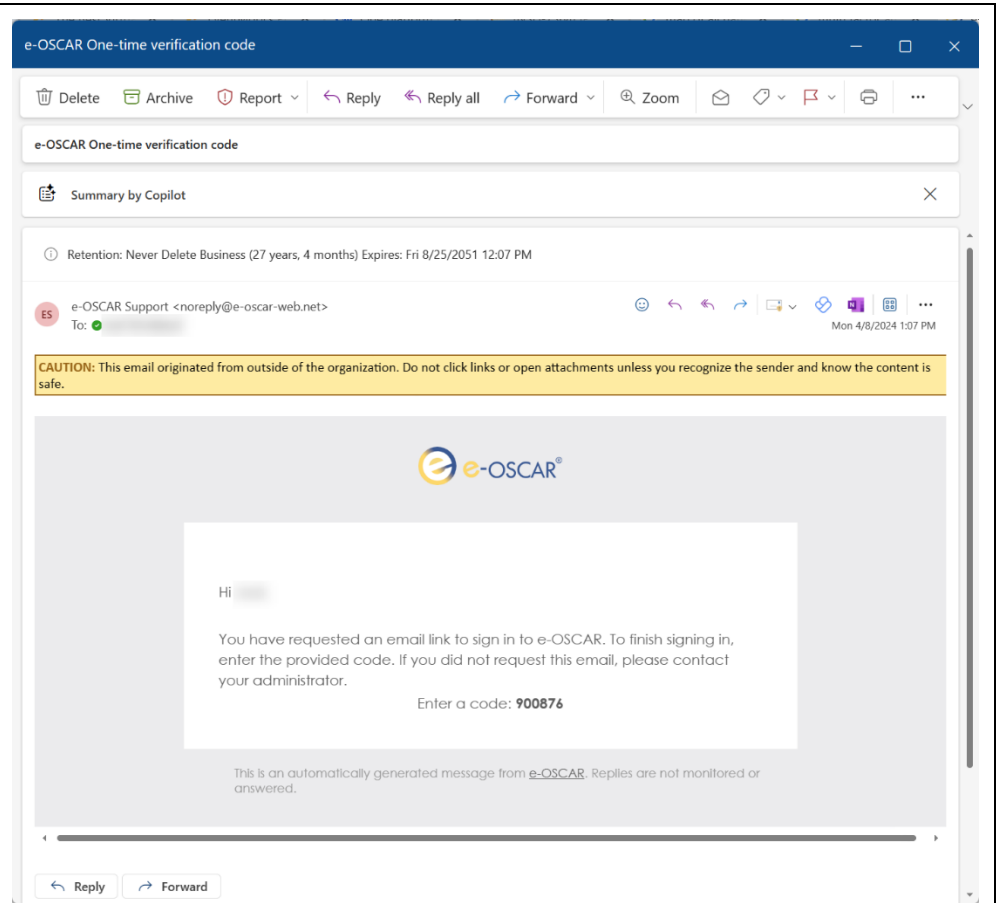 e-OSCAR One-time verification code
Delete Archive Report Reply Reply all Forward Zoom
e-OSCAR One-time verification code
Summary by Copilot
Retention: Never Delete Business (27 years, 4 months) Expires: Fri 8/25/2051 12:07 PM
ES e-OSCAR Support <noreply@e-oscar-web.net>
To:
Mon 4/8/2024 1:07 PM
CAUTION: This email originated from outside of the organization. Do not click links or open attachments unless you recognize the sender and know the content is
safe.
e-OSCAR®
Hi
You have requested an email link to sign in to e-OSCAR. To finish signing in,
enter the provided code. If you did not request this email, please contact
your administrator.
Enter a code: 900876
This is an automatically generated message from e-OSCAR. Replies are not monitored or
answered.
Reply Forward